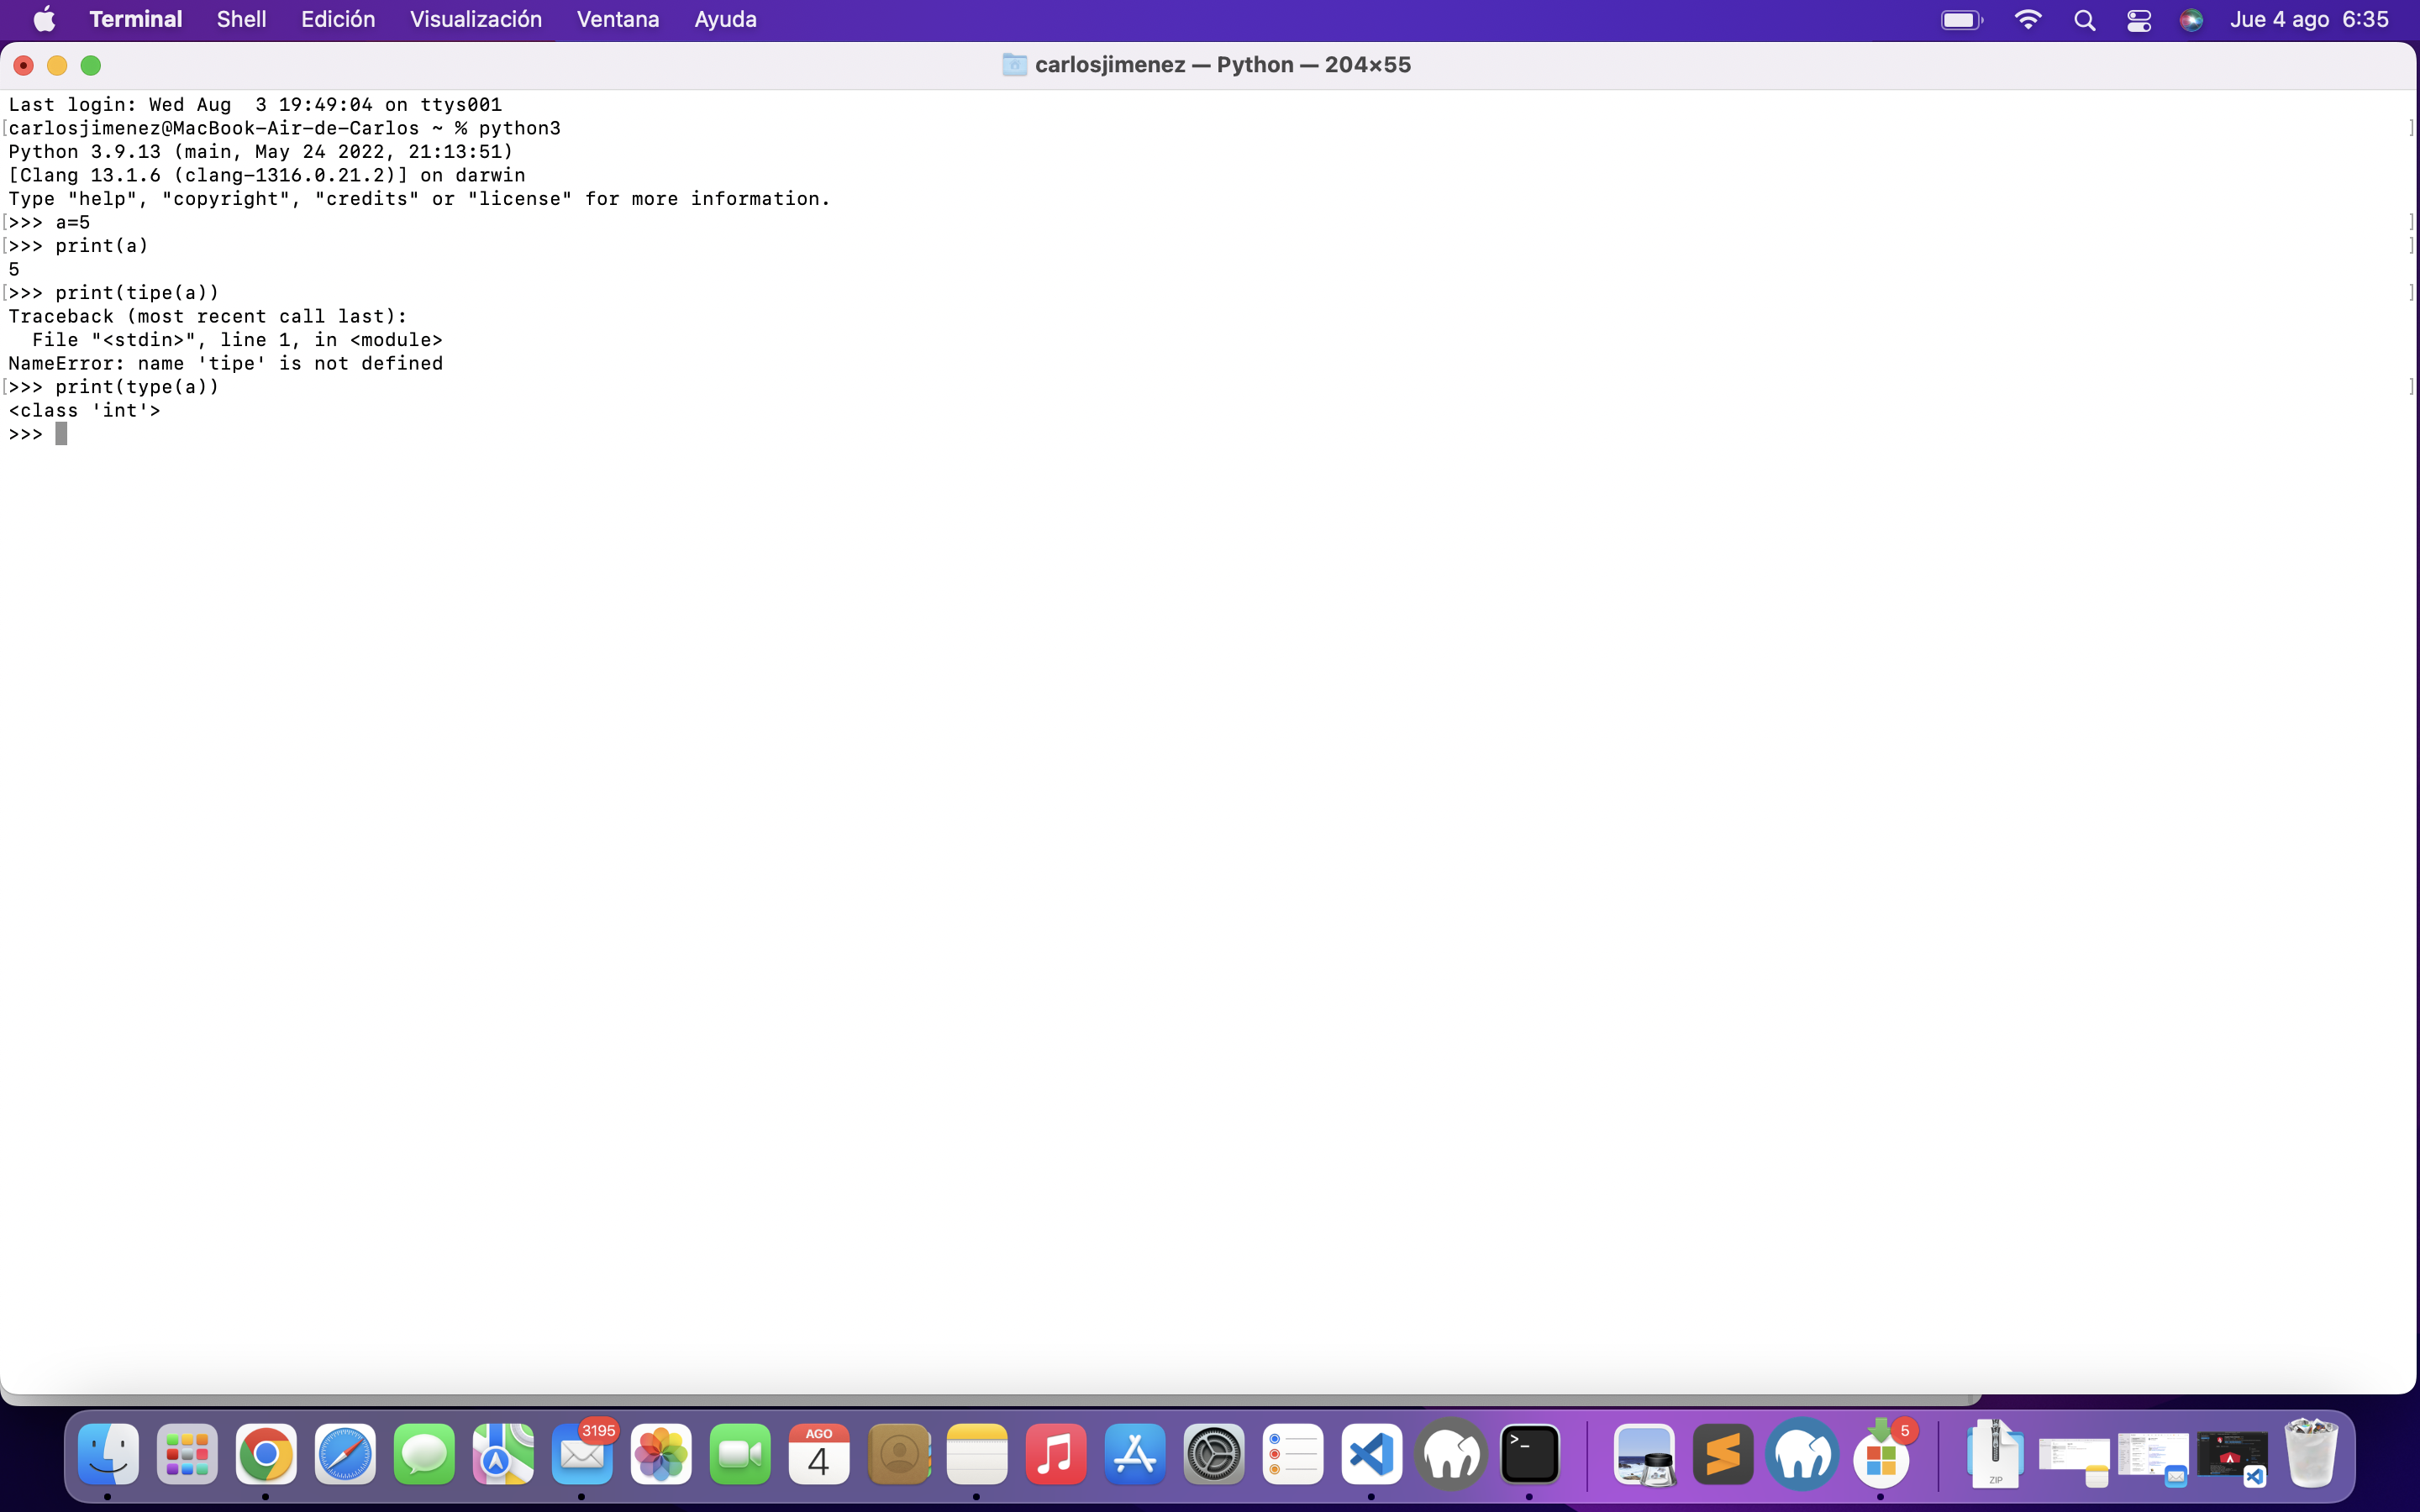 Terminal Shell Edición Visualización Ventana Ayuda Jue 4 ago 6:35
carlosjimenez — Python — 204×55
Last login: Wed Aug  3 19:49:04 on ttys001
[carlosjimenez@MacBook-Air-de-Carlos ~ % python3 ]
Python 3.9.13 (main, May 24 2022, 21:13:51)
[Clang 13.1.6 (clang-1316.0.21.2)] on darwin
Type "help", "copyright", "credits" or "license" for more information.
[>>> a=5 ]
[>>> print(a) ]
5
[>>> print(tipe(a)) ]
Traceback (most recent call last):
  File "<stdin>", line 1, in <module>
NameError: name 'tipe' is not defined
[>>> print(type(a)) ]
<class 'int'>
>>>
3195
AGO
4
>_
5
ZIP